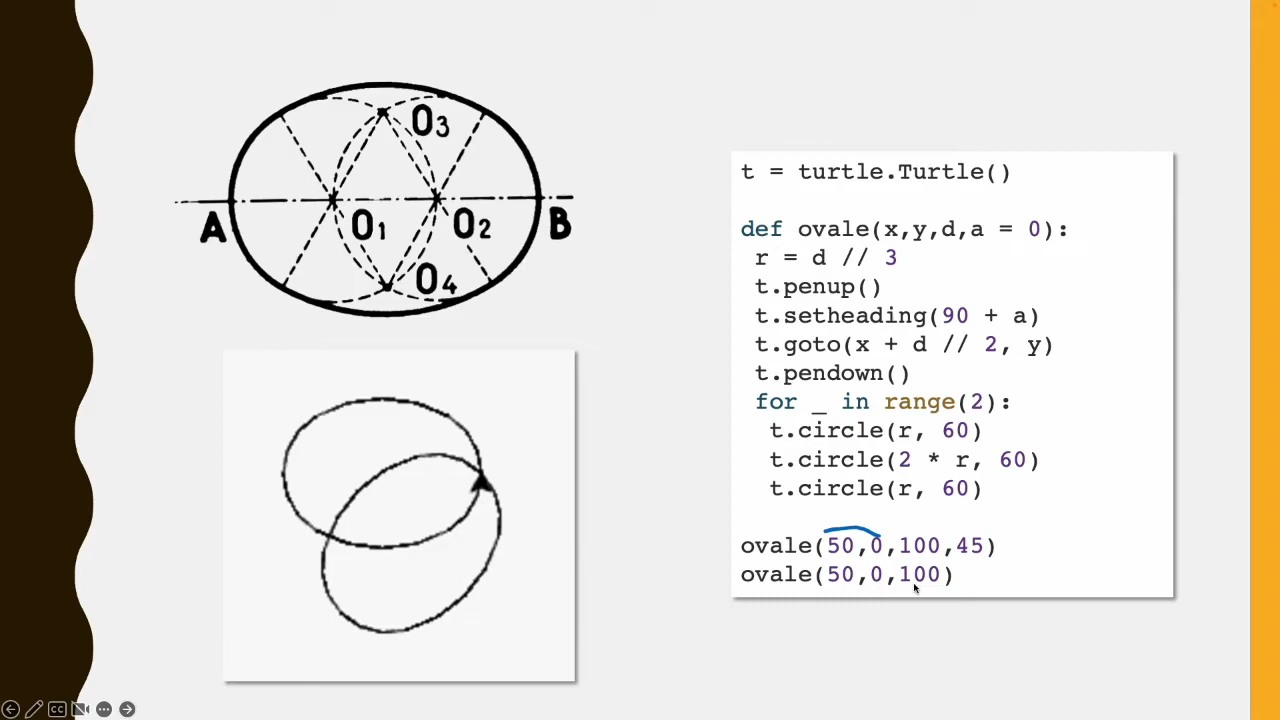 O3
A O1 O2 B
O4
t = turtle.Turtle()
def ovale(x,y,d,a = 0):
r = d // 3
t.penup()
t.setheading(90 + a)
t.goto(x + d // 2, y)
t.pendown()
for _ in range(2):
t.circle(r, 60)
t.circle(2 * r, 60)
t.circle(r, 60)
ovale(50,0,100,45)
ovale(50,0,100)
CC